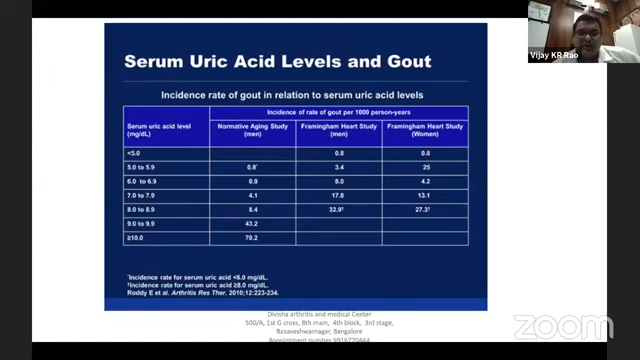 Serum Uric Acid Levels and Gout
Vijay KR Rao
Incidence rate of gout in relation to serum uric acid levels
Incidence of rate of gout per 1000 person-years
Serum uric acid level (mg/dL) Normative Aging Study (men) Framingham Heart Study (men) Framingham Heart Study (Women)
<5.0 0.8 0.8
5.0 to 5.9 0.8* 3.4 25
6.0 to 6.9 0.9 8.0 4.2
7.0 to 7.9 4.1 17.8 13.1
8.0 to 8.9 8.4 32.9† 27.3†
9.0 to 9.9 43.2
≥10.0 70.2
*Incidence rate for serum uric acid <6.0 mg/dL.
†Incidence rate for serum uric acid ≥8.0 mg/dL.
Roddy E et al. Arthritis Res Ther. 2010;12:223-234.
Divisha arthritis and medical Center
500/A, 1st G cross, 8th main, 4th block, 3rd stage,
Basaveshwarnagar, Bangalore
Appointment number 9916770444
zoom